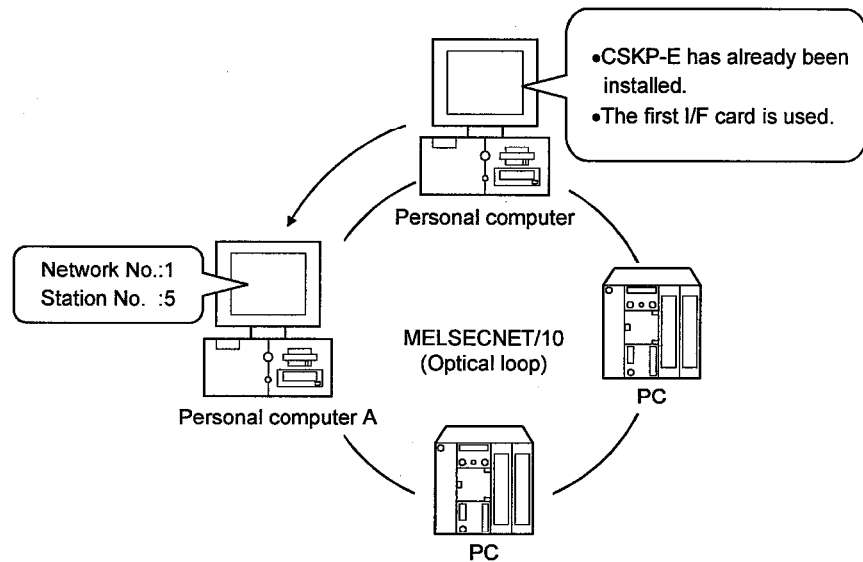 •CSKP-E has already been
installed.
•The first I/F card is used.
Personal computer
Network No.:1
Station No. :5
MELSECNET/10
(Optical loop)
PC
Personal computer A
PC